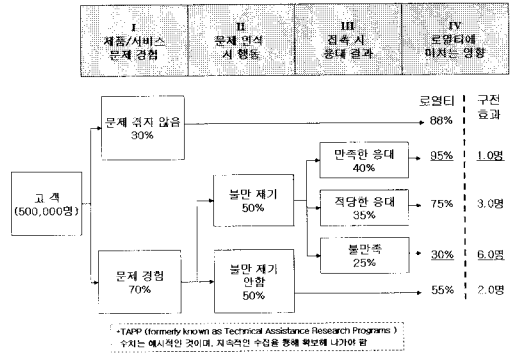 I
제품/서비스
문제 경험
II
문제 인식
시 행동
III
접촉 시
응대 결과
IV
로열티에
미치는 영향
로열티
구전
효과
문제 겪지 않음
30%
88%
만족한 응대
40%
95%
1.0명
고 객
(500,000명)
불만 제기
50%
적당한 응대
35%
75%
3.0명
불만족
25%
30%
6.0명
문제 경험
70%
불만 제기
안함
50%
55%
2.0명
*TAPP (formerly known as Technical Assistance Research Programs )
수치는 예시적인 것이며, 지속적인 수집을 통해 확보해 나가야 함